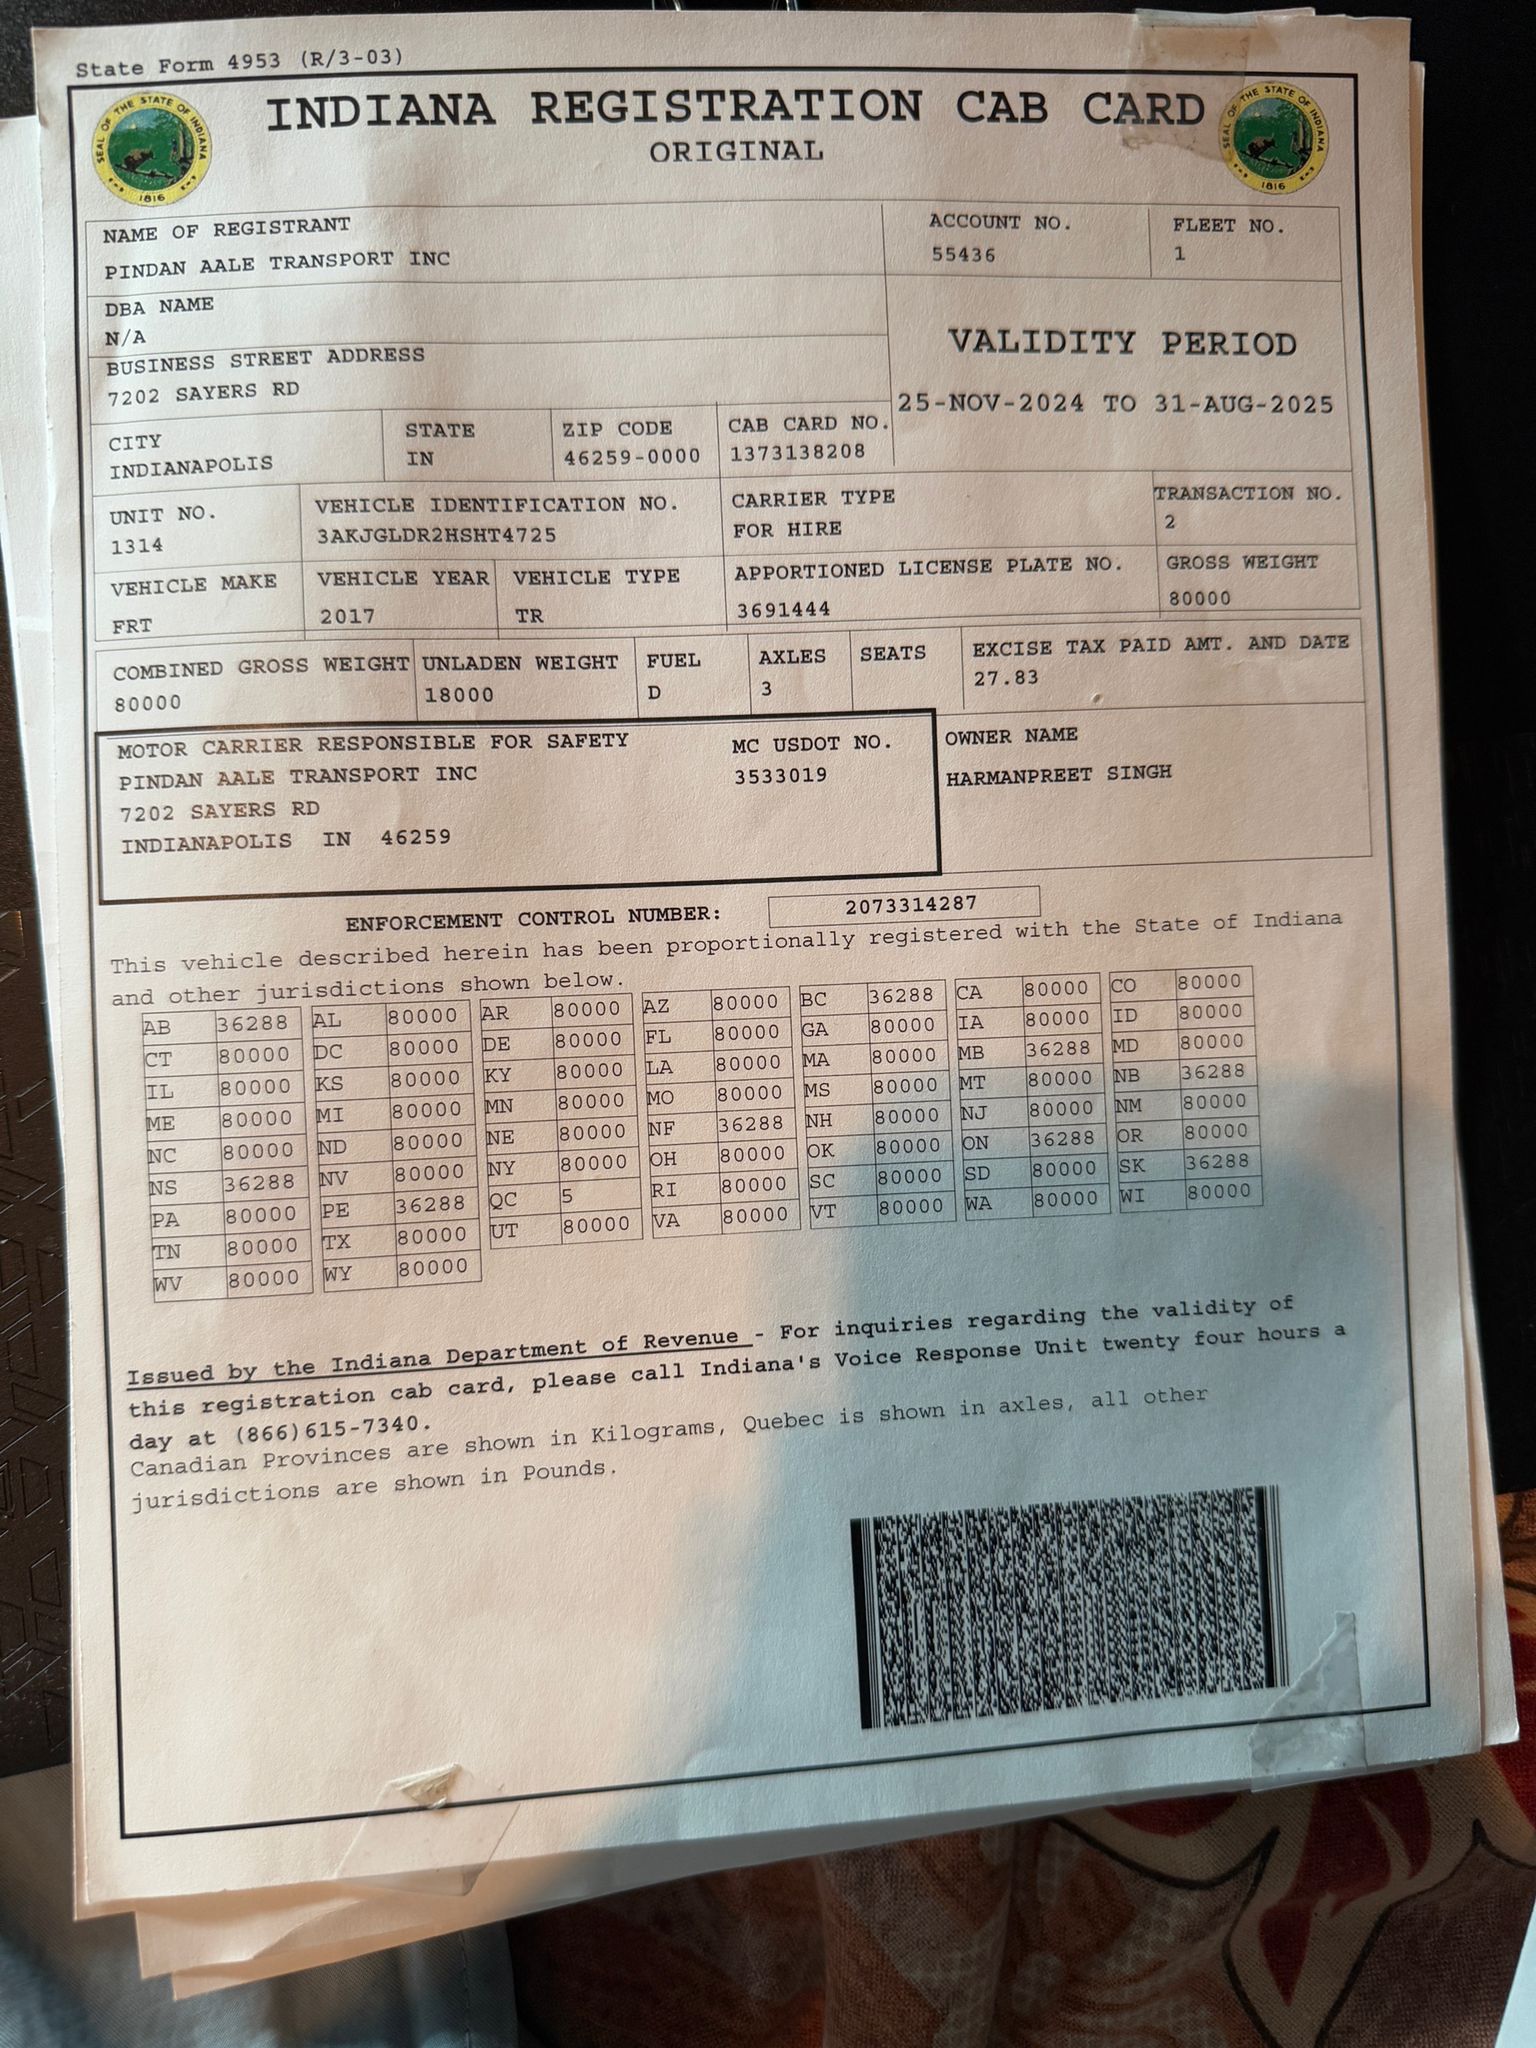 State Form 4953 (R/3-03)
INDIANA REGISTRATION CAB CARD
ORIGINAL
SEAL OF THE STATE OF INDIANA
1816
SEAL OF THE STATE OF INDIANA
1816
NAME OF REGISTRANT
PINDAN AALE TRANSPORT INC
ACCOUNT NO.
55436
FLEET NO.
1
DBA NAME
N/A
BUSINESS STREET ADDRESS
7202 SAYERS RD
VALIDITY PERIOD
25-NOV-2024 TO 31-AUG-2025
CITY
INDIANAPOLIS
STATE
IN
ZIP CODE
46259-0000
CAB CARD NO.
1373138208
UNIT NO.
1314
VEHICLE IDENTIFICATION NO.
3AKJGLDR2HSHT4725
CARRIER TYPE
FOR HIRE
TRANSACTION NO.
2
VEHICLE MAKE
FRT
VEHICLE YEAR
2017
VEHICLE TYPE
TR
APPORTIONED LICENSE PLATE NO.
3691444
GROSS WEIGHT
80000
COMBINED GROSS WEIGHT
80000
UNLADEN WEIGHT
18000
FUEL
D
AXLES
3
SEATS
EXCISE TAX PAID AMT. AND DATE
27.83
MOTOR CARRIER RESPONSIBLE FOR SAFETY
PINDAN AALE TRANSPORT INC
7202 SAYERS RD
INDIANAPOLIS IN 46259
MC USDOT NO.
3533019
OWNER NAME
HARMANPREET SINGH
ENFORCEMENT CONTROL NUMBER: 2073314287
This vehicle described herein has been proportionally registered with the State of Indiana
and other jurisdictions shown below.
AB 36288 AL 80000 AR 80000 AZ 80000 BC 36288 CA 80000 CO 80000
CT 80000 DC 80000 DE 80000 FL 80000 GA 80000 IA 80000 ID 80000
IL 80000 KS 80000 KY 80000 LA 80000 MA 80000 MB 36288 MD 80000
ME 80000 MI 80000 MN 80000 MO 80000 MS 80000 MT 80000 NB 36288
NC 80000 ND 80000 NE 80000 NF 36288 NH 80000 NJ 80000 NM 80000
NS 36288 NV 80000 NY 80000 OH 80000 OK 80000 ON 36288 OR 80000
PA 80000 PE 36288 QC 5 RI 80000 SC 80000 SD 80000 SK 36288
TN 80000 TX 80000 UT 80000 VA 80000 VT 80000 WA 80000 WI 80000
WV 80000 WY 80000
Issued by the Indiana Department of Revenue - For inquiries regarding the validity of
this registration cab card, please call Indiana's Voice Response Unit twenty four hours a
day at (866)615-7340.
Canadian Provinces are shown in Kilograms, Quebec is shown in axles, all other
jurisdictions are shown in Pounds.